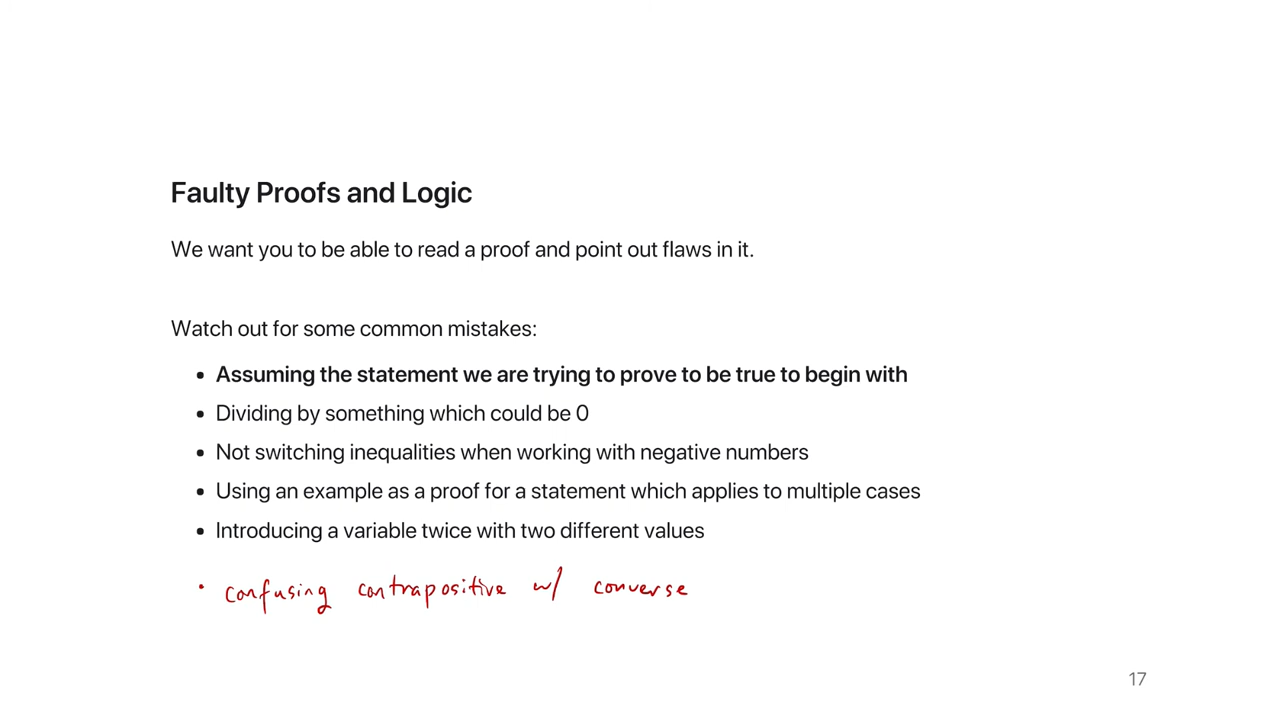 Faulty Proofs and Logic
We want you to be able to read a proof and point out flaws in it.
Watch out for some common mistakes:
• Assuming the statement we are trying to prove to be true to begin with
• Dividing by something which could be 0
• Not switching inequalities when working with negative numbers
• Using an example as a proof for a statement which applies to multiple cases
• Introducing a variable twice with two different values
• confusing contrapositive w/ converse
17